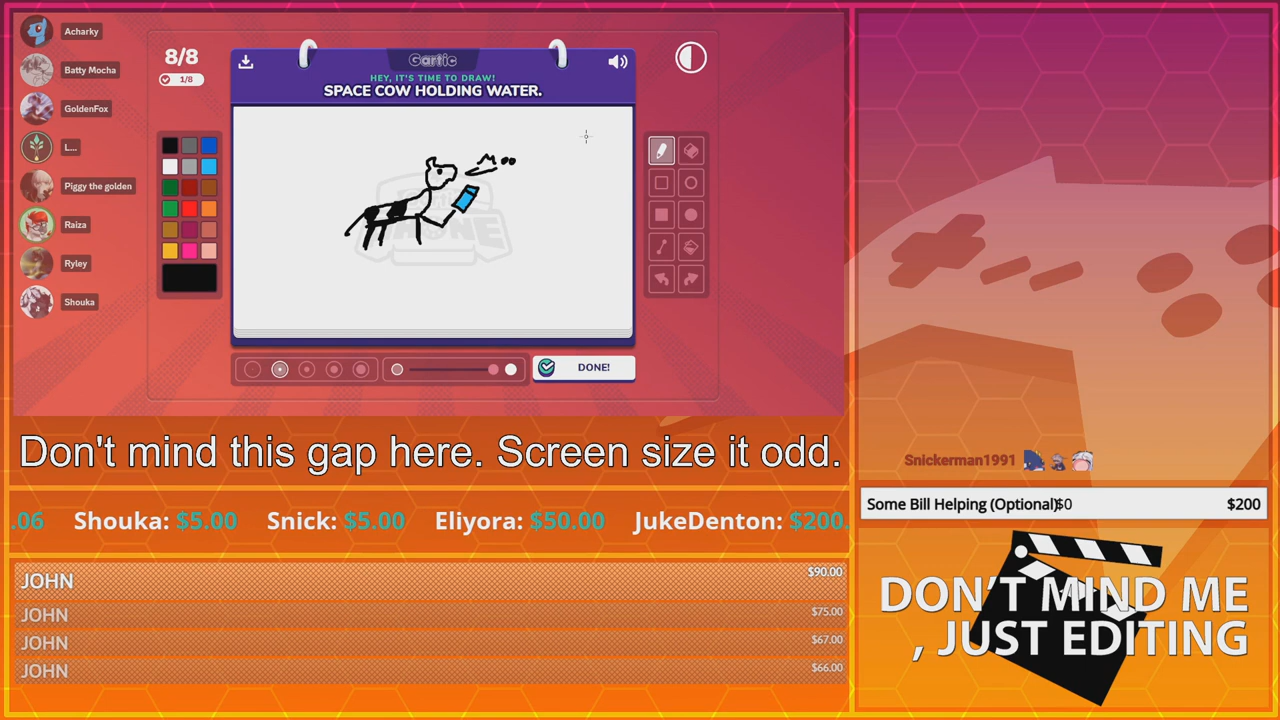 Acharky
Batty Mocha
GoldenFox
L...
Piggy the golden
Raiza
Ryley
Shouka
8/8
1/8
Gartic
HEY, IT'S TIME TO DRAW!
SPACE COW HOLDING WATER.
DONE!
Don't mind this gap here. Screen size it odd.
.06 Shouka: $5.00 Snick: $5.00 Eliyora: $50.00 JukeDenton: $200.
JOHN $90.00
JOHN $75.00
JOHN $67.00
JOHN $66.00
Snickerman1991
Some Bill Helping (Optional) $0 $200
DON'T MIND ME
, JUST EDITING